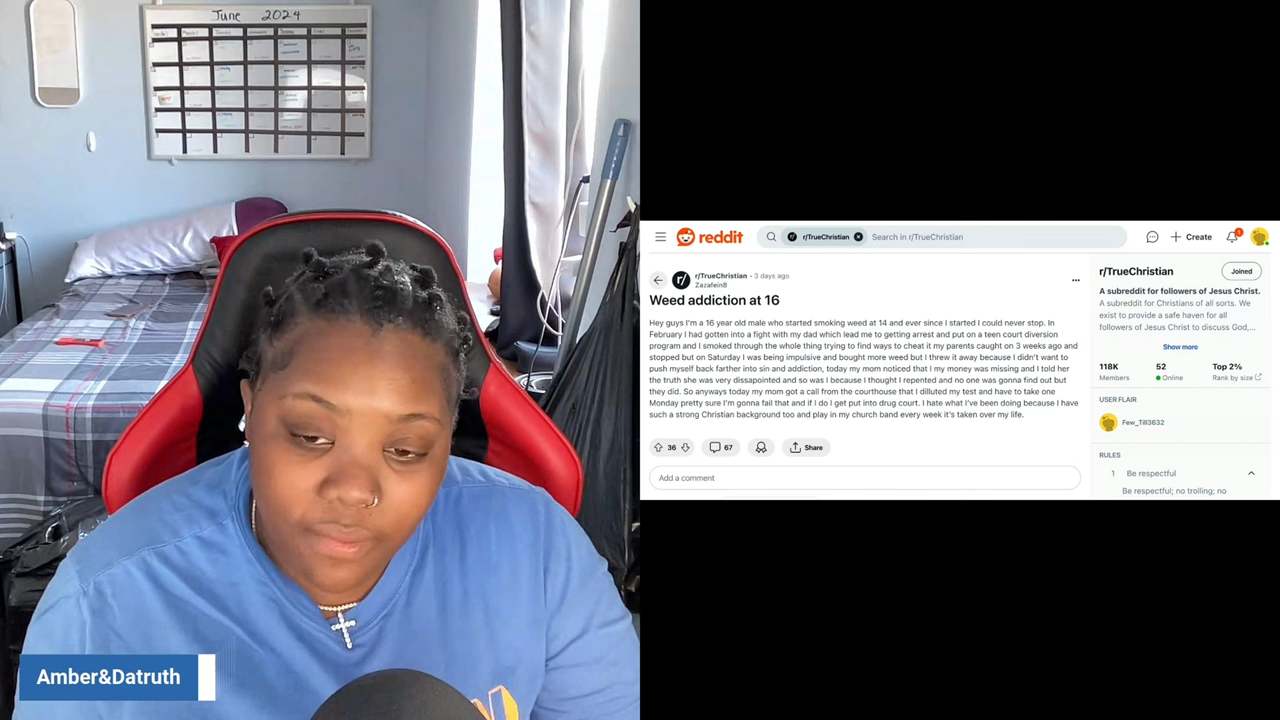 June 2024
reddit
r/TrueChristian
Search in r/TrueChristian
Create
r/TrueChristian • 3 days ago
Zazafein8
Weed addiction at 16
Hey guys I'm a 16 year old male who started smoking weed at 14 and ever since I started I could never stop. In
February I had gotten into a fight with my dad which lead me to getting arrest and put on a teen court diversion
program and I smoked through the whole thing trying to find ways to cheat it my parents caught on 3 weeks ago and
stopped but on Saturday I was being impulsive and bought more weed but I threw it away because I didn't want to
push myself back farther into sin and addiction, today my mom noticed that I my money was missing and I told her
the truth she was very dissapointed and so was I because I thought I repented and no one was gonna find out but
they did. So anyways today my mom got a call from the courthouse that I dilluted my test and have to take one
Monday pretty sure I'm gonna fail that and if I do I get put into drug court. I hate what I've been doing because I have
such a strong Christian background too and play in my church band every week it's taken over my life.
36
67
Share
Add a comment
r/TrueChristian
Joined
A subreddit for followers of Jesus Christ.
A subreddit for Christians of all sorts. We
exist to provide a safe haven for all
followers of Jesus Christ to discuss God,...
Show more
118K 52 Top 2%
Members Online Rank by size
USER FLAIR
Few_Till3632
RULES
1 Be respectful
Be respectful; no trolling; no
Amber&Datruth